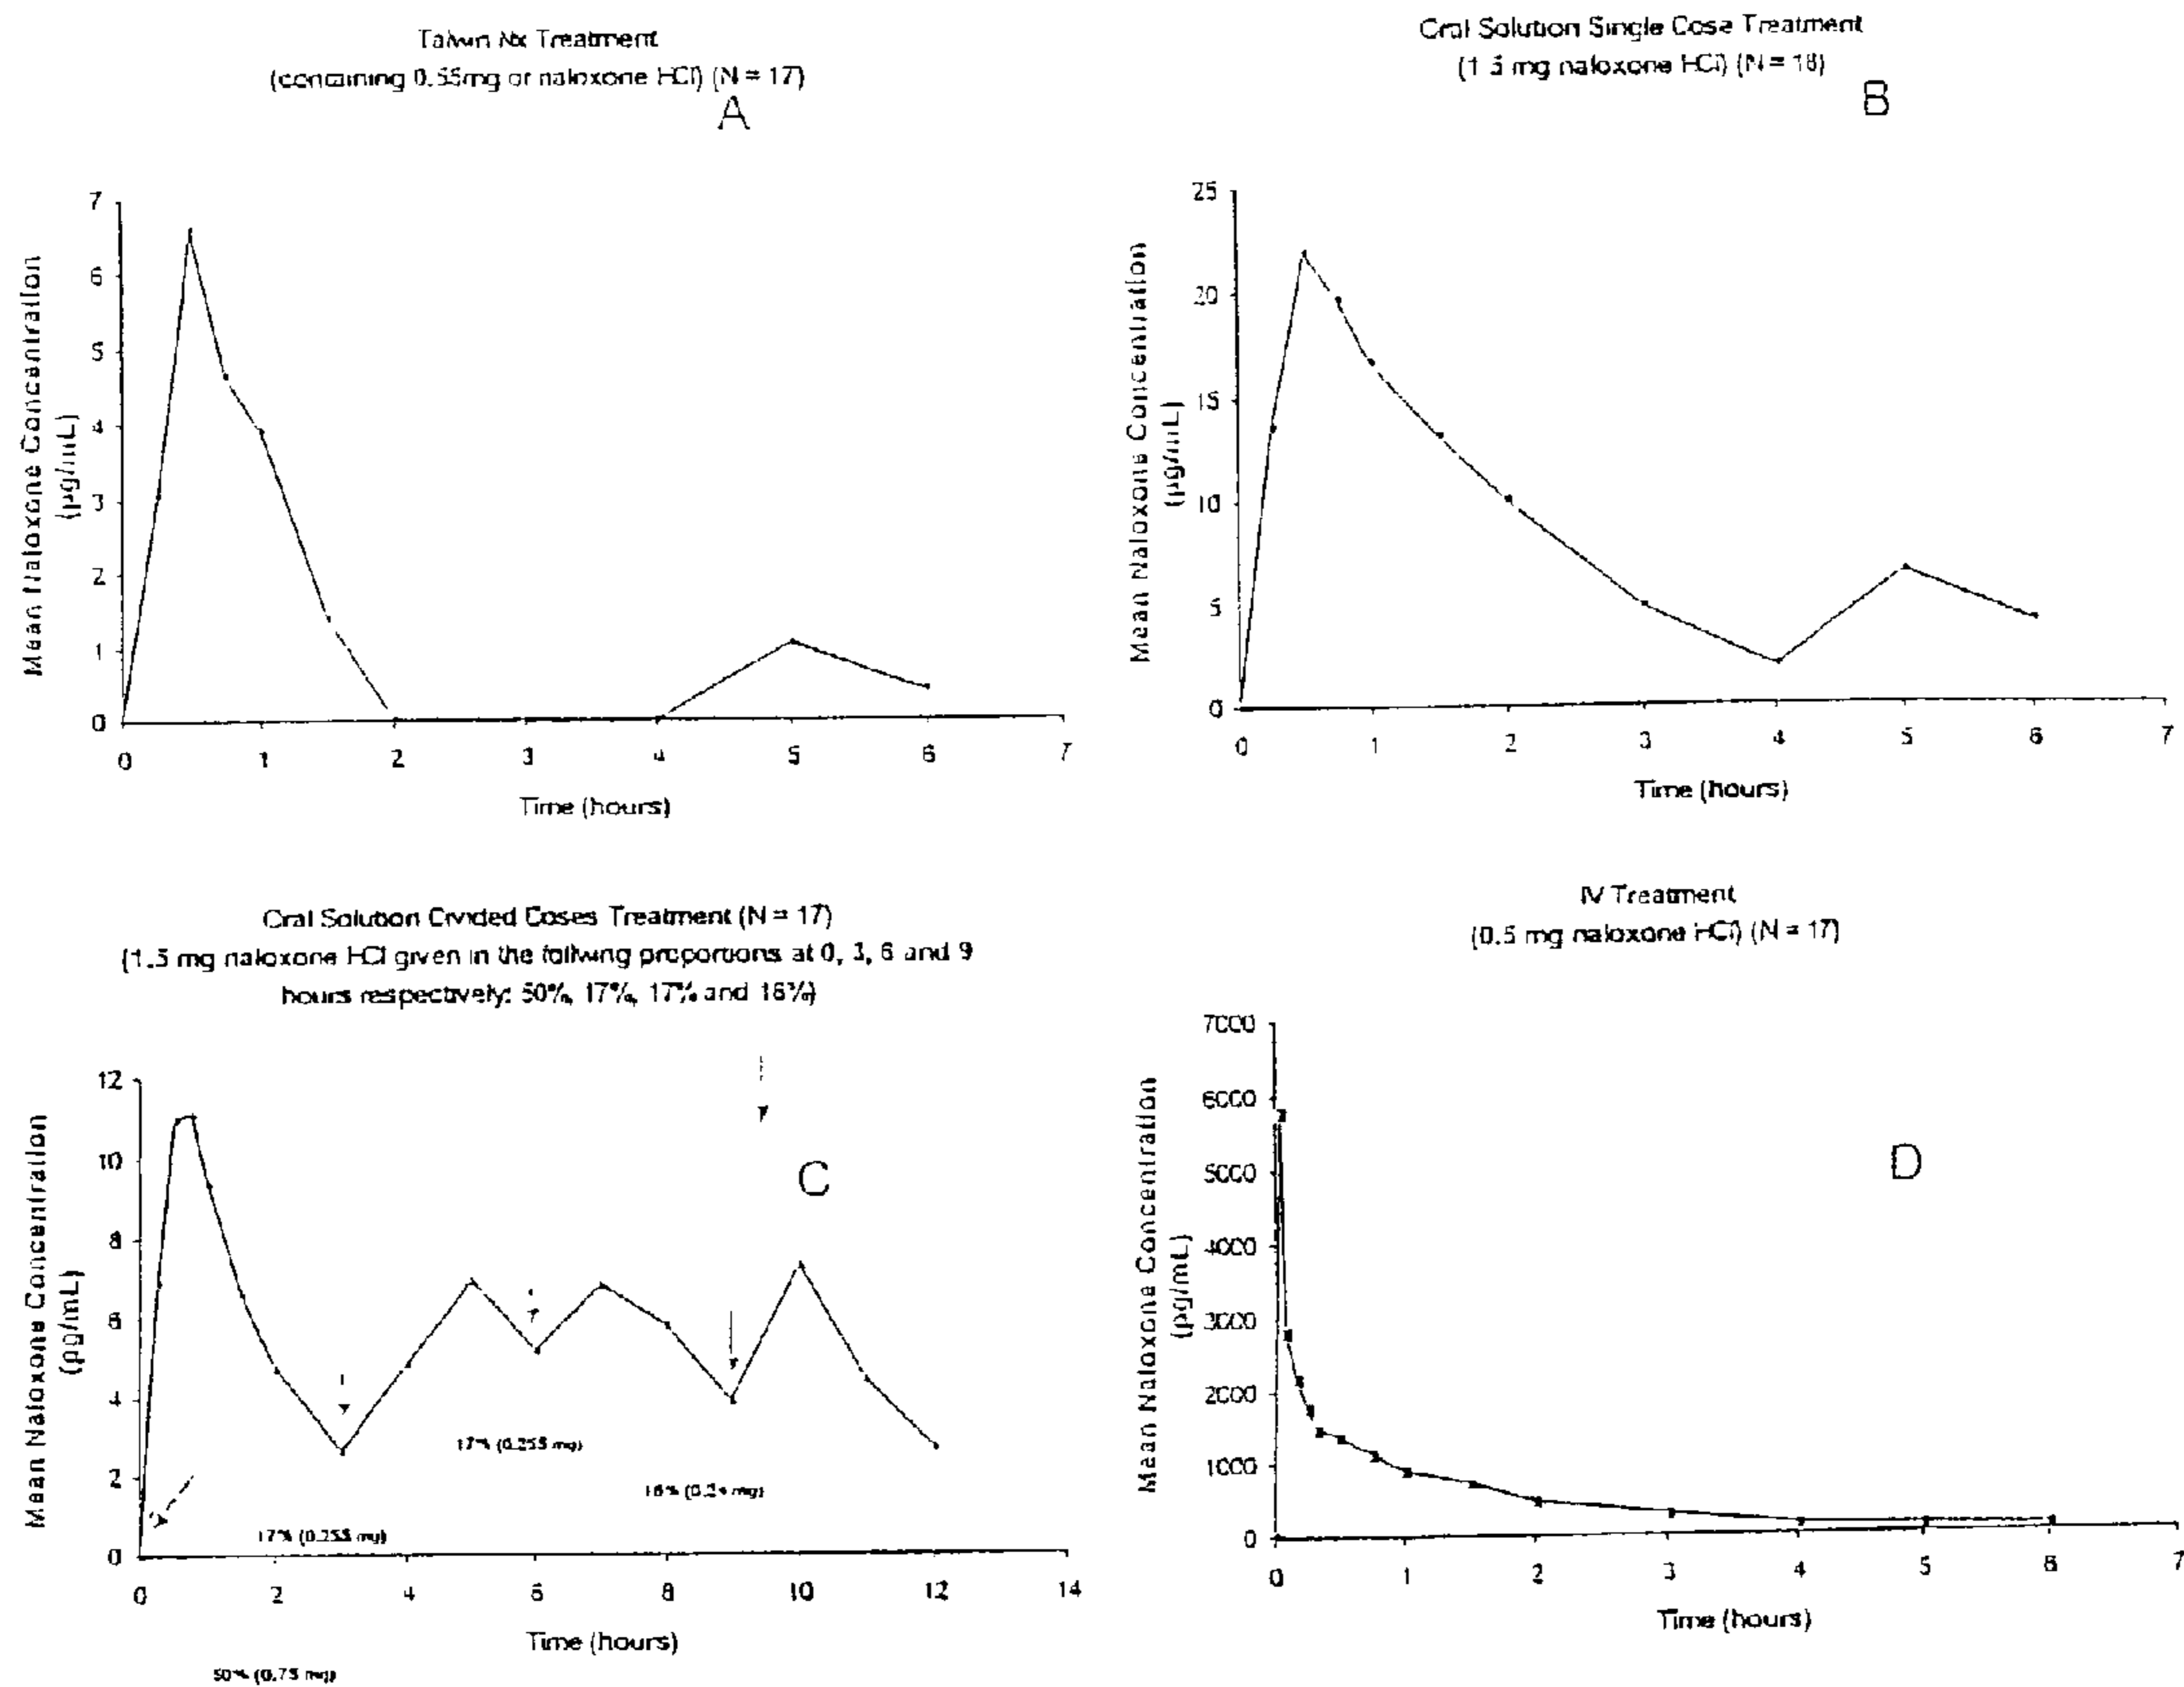 Talwin Nx Treatment
(containing 0.55mg or naloxone HCl) (N = 17)
A
7
6
5
4
3
2
1
0
0 1 2 3 4 5 6 7
Mean Naloxone Concentration
(pg/mL)
Time (hours)
Oral Solution Single Dose Treatment
(1.5 mg naloxone HCl) (N = 18)
B
25
20
15
10
5
0
0 1 2 3 4 5 6 7
Mean Naloxone Concentration
(pg/mL)
Time (hours)
Oral Solution Divided Doses Treatment (N = 17)
(1.5 mg naloxone HCl given in the follwing proportions at 0, 3, 6 and 9
hours respectively: 50%, 17%, 17% and 16%)
C
12
10
8
6
4
2
0
0 2 4 6 8 10 12 14
17% (0.255 mg)
16% (0.24 mg)
17% (0.255 mg)
Mean Naloxone Concentration
(pg/mL)
Time (hours)
50% (0.75 mg)
IV Treatment
(0.5 mg naloxone HCl) (N = 17)
D
7000
6000
5000
4000
3000
2000
1000
0
0 1 2 3 4 5 6 7
Mean Naloxone Concentration
(pg/mL)
Time (hours)